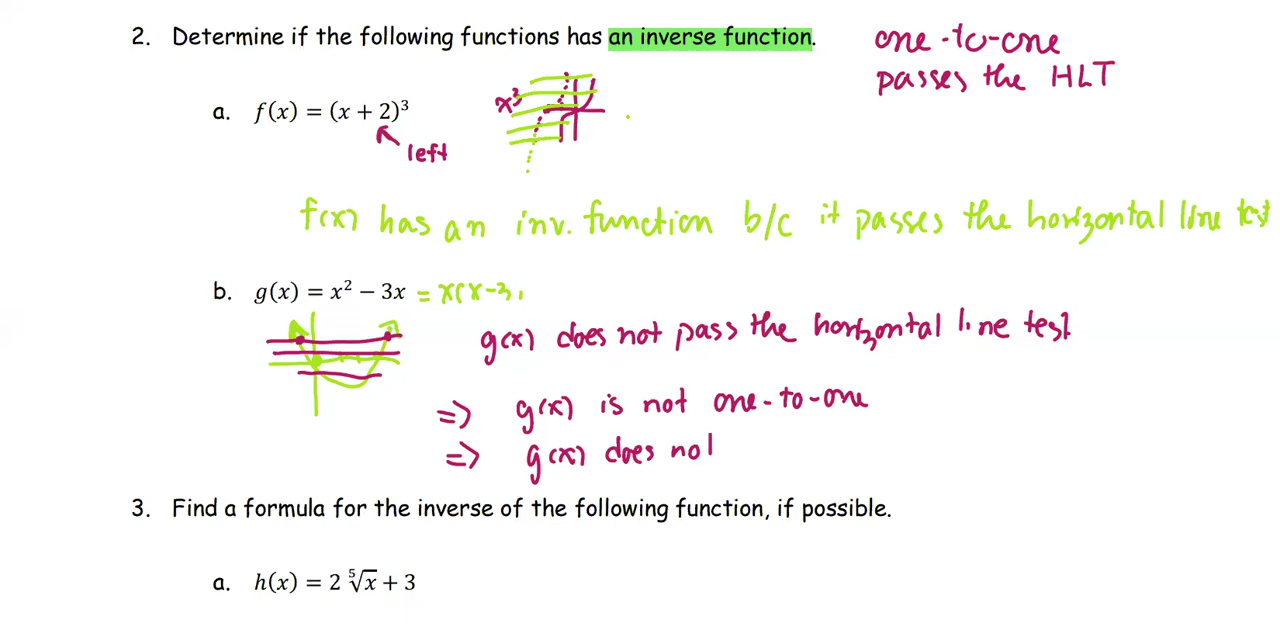 2. Determine if the following functions has an inverse function.
one-to-one
passes the HLT
a. f(x) = (x + 2)³
x³
left
f(x) has an inv. function b/c it passes the horizontal line test
b. g(x) = x² − 3x = x(x-3)
g(x) does not pass the horizontal line test
=> g(x) is not one-to-one
=> g(x) does not
3. Find a formula for the inverse of the following function, if possible.
a. h(x) = 2 ⁵√x + 3